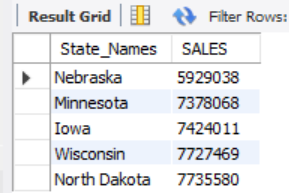 Result Grid Filter Rows:
State_Names SALES
Nebraska 5929038
Minnesota 7378068
Iowa 7424011
Wisconsin 7727469
North Dakota 7735580